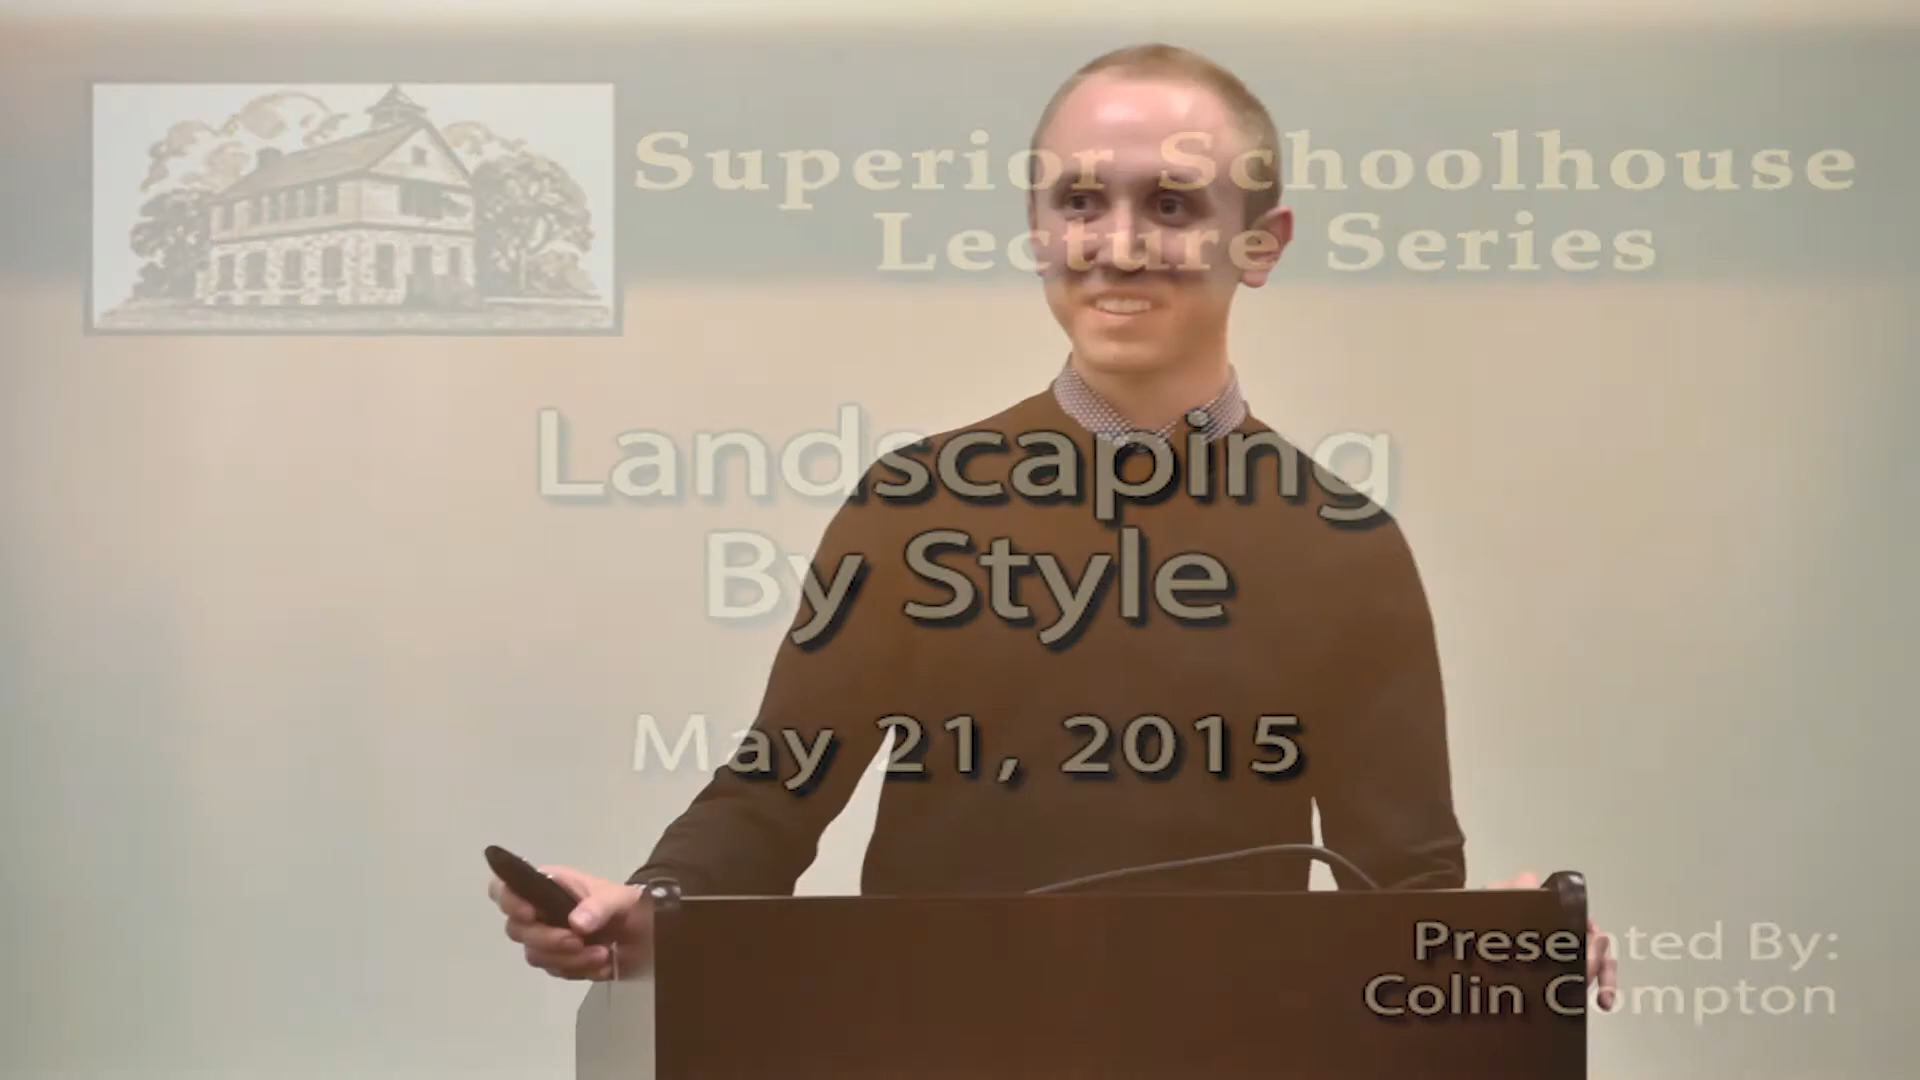 Superior Schoolhouse
Lecture Series
Landscaping
By Style
May 21, 2015
Presented By:
Colin Compton